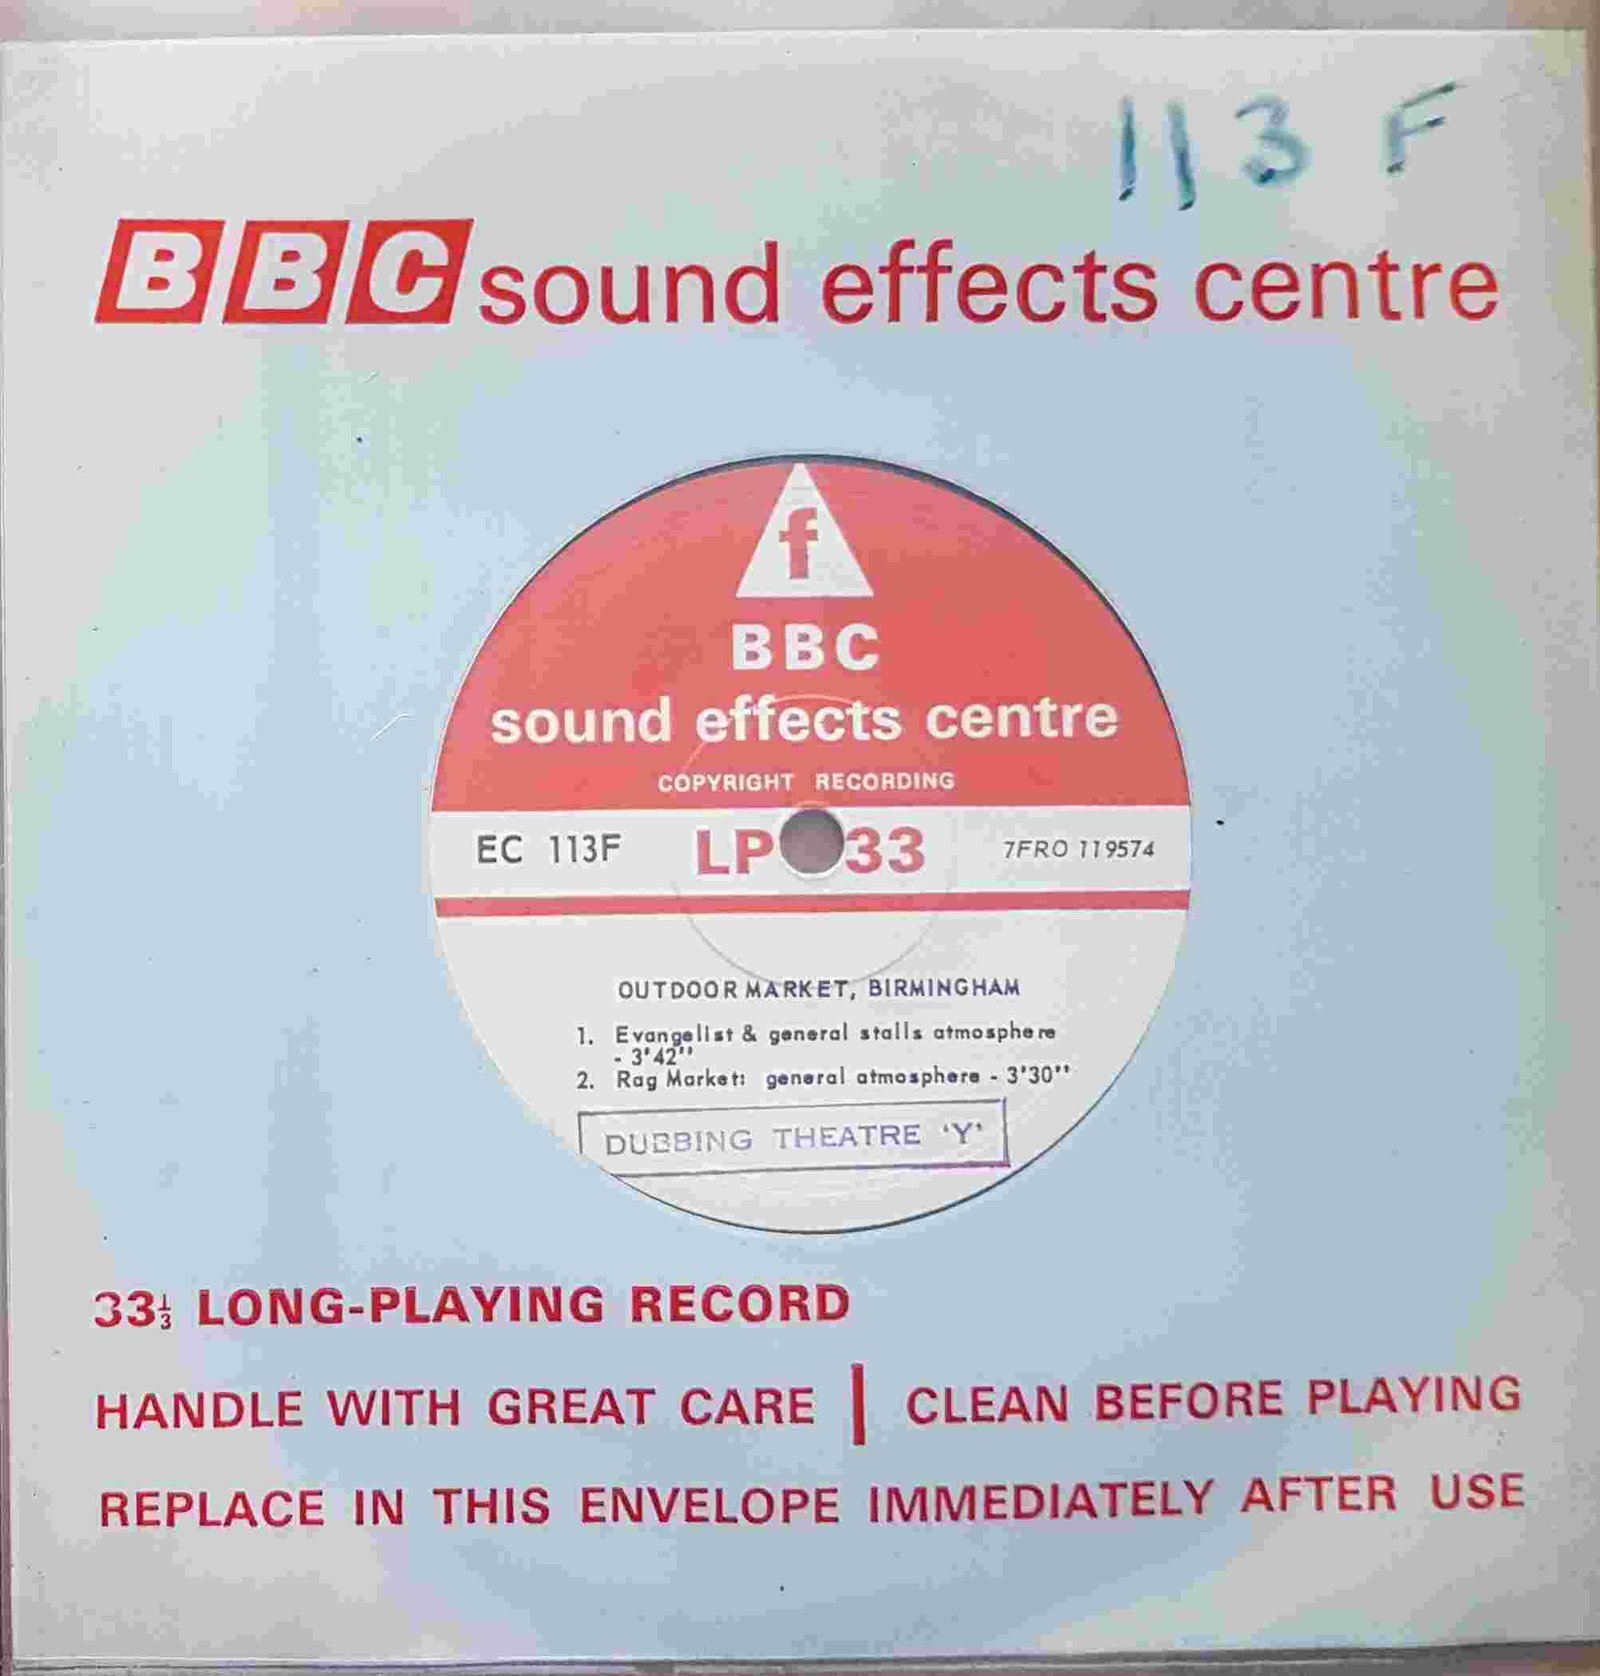 113 F
BBC sound effects centre
f
BBC
sound effects centre
COPYRIGHT RECORDING
EC 113F LP 33 7FRO 119574
OUTDOOR MARKET, BIRMINGHAM
1. Evangelist & general stalls atmosphere
- 3'42"
2. Rag Market: general atmosphere - 3'30"
DUBBING THEATRE 'Y'
33⅓ LONG-PLAYING RECORD
HANDLE WITH GREAT CARE | CLEAN BEFORE PLAYING
REPLACE IN THIS ENVELOPE IMMEDIATELY AFTER USE